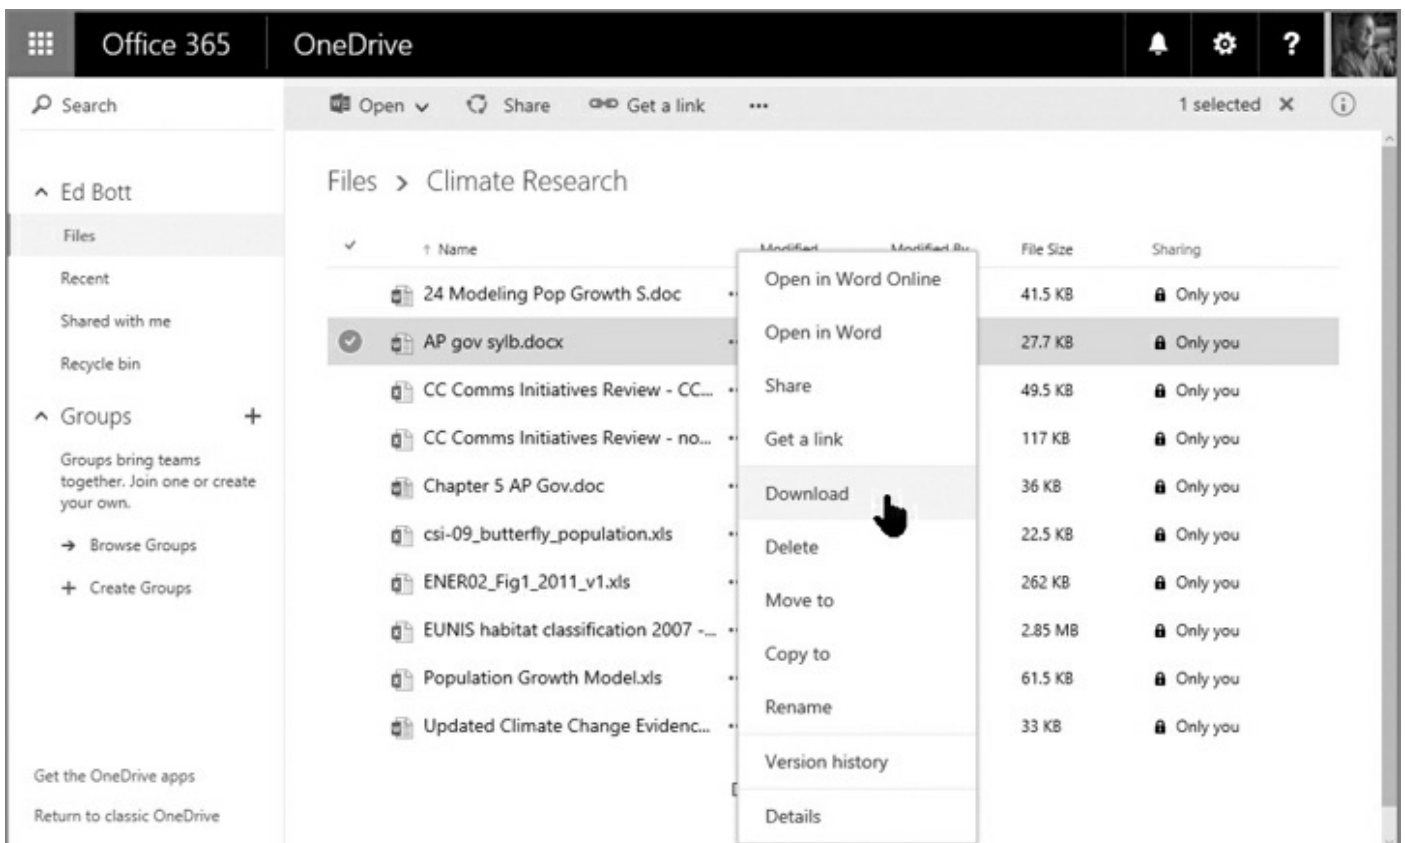 Office 365 OneDrive ?
Search
Open Share Get a link ... 1 selected X
Ed Bott
Files
Recent
Shared with me
Recycle bin
Groups +
Groups bring teams
together. Join one or create
your own.
→ Browse Groups
+ Create Groups
Get the OneDrive apps
Return to classic OneDrive
Files > Climate Research
↑ Name Modified Modified By File Size Sharing
24 Modeling Pop Growth S.doc 41.5 KB Only you
AP gov sylb.docx 27.7 KB Only you
CC Comms Initiatives Review - CC... 49.5 KB Only you
CC Comms Initiatives Review - no... 117 KB Only you
Chapter 5 AP Gov.doc 36 KB Only you
csi-09_butterfly_population.xls 22.5 KB Only you
ENER02_Fig1_2011_v1.xls 262 KB Only you
EUNIS habitat classification 2007 -... 2.85 MB Only you
Population Growth Model.xls 61.5 KB Only you
Updated Climate Change Evidenc... 33 KB Only you
Open in Word Online
Open in Word
Share
Get a link
Download
Delete
Move to
Copy to
Rename
Version history
Details